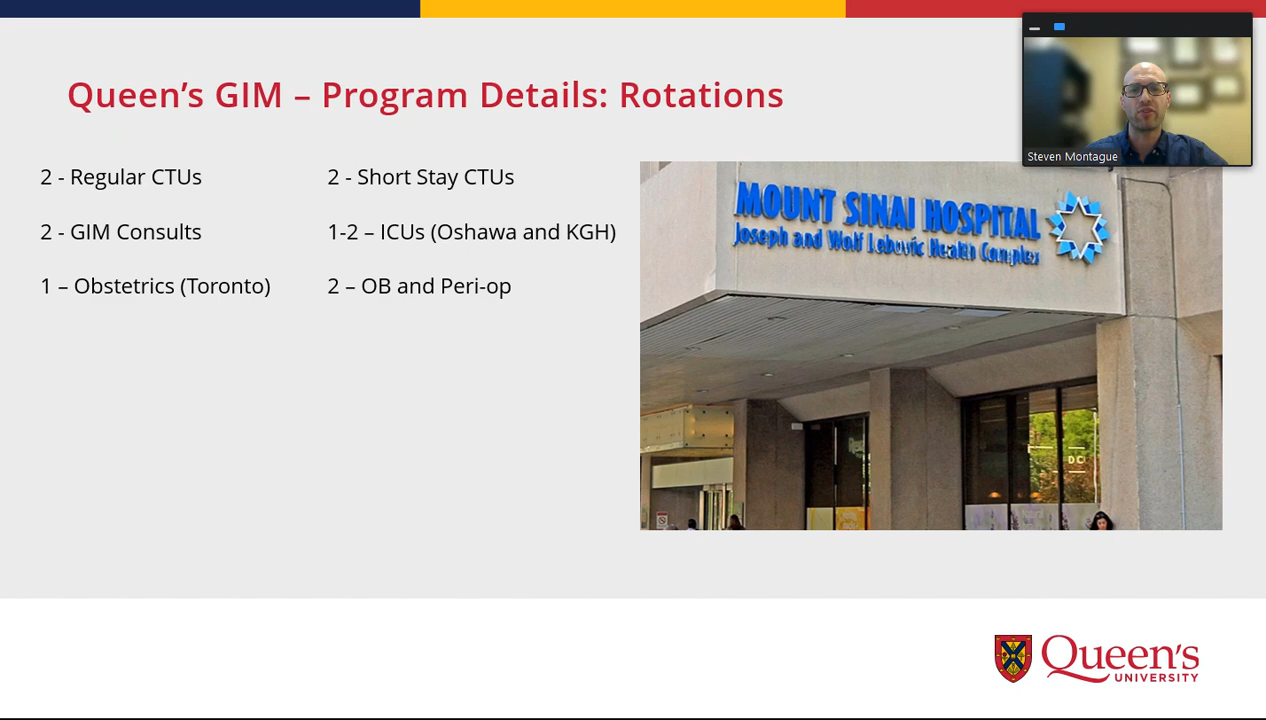 Queen's GIM – Program Details: Rotations
Steven Montague
2 - Regular CTUs
2 - Short Stay CTUs
2 - GIM Consults
1-2 – ICUs (Oshawa and KGH)
1 – Obstetrics (Toronto)
2 – OB and Peri-op
MOUNT SINAI HOSPITAL
Joseph and Wolf Lebovic Health Complex
Queen's
UNIVERSITY